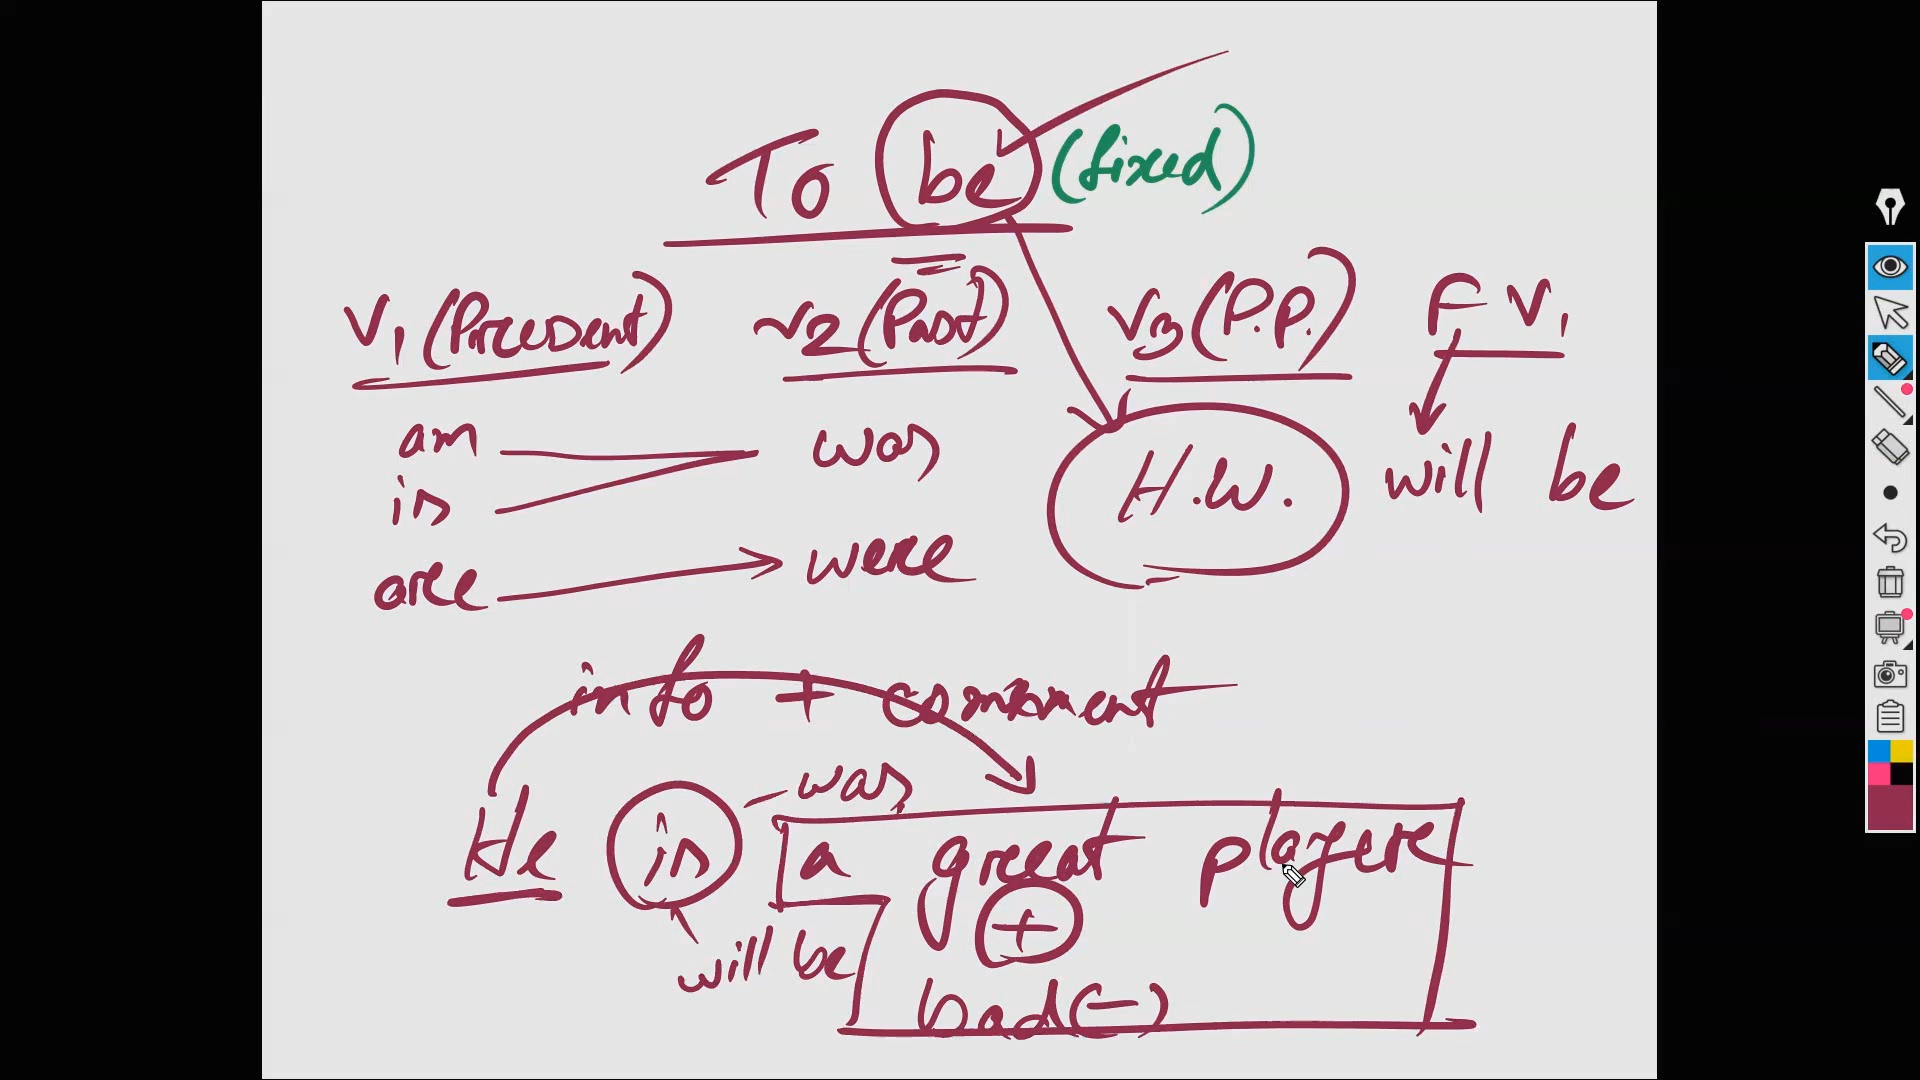 To be (fixed)
V1 (Present) V2 (Past) V3 (P.P.) F V1
am was H.W. will be
is
are were
info + comment
was
He is a great player
+
will be
bad (-)